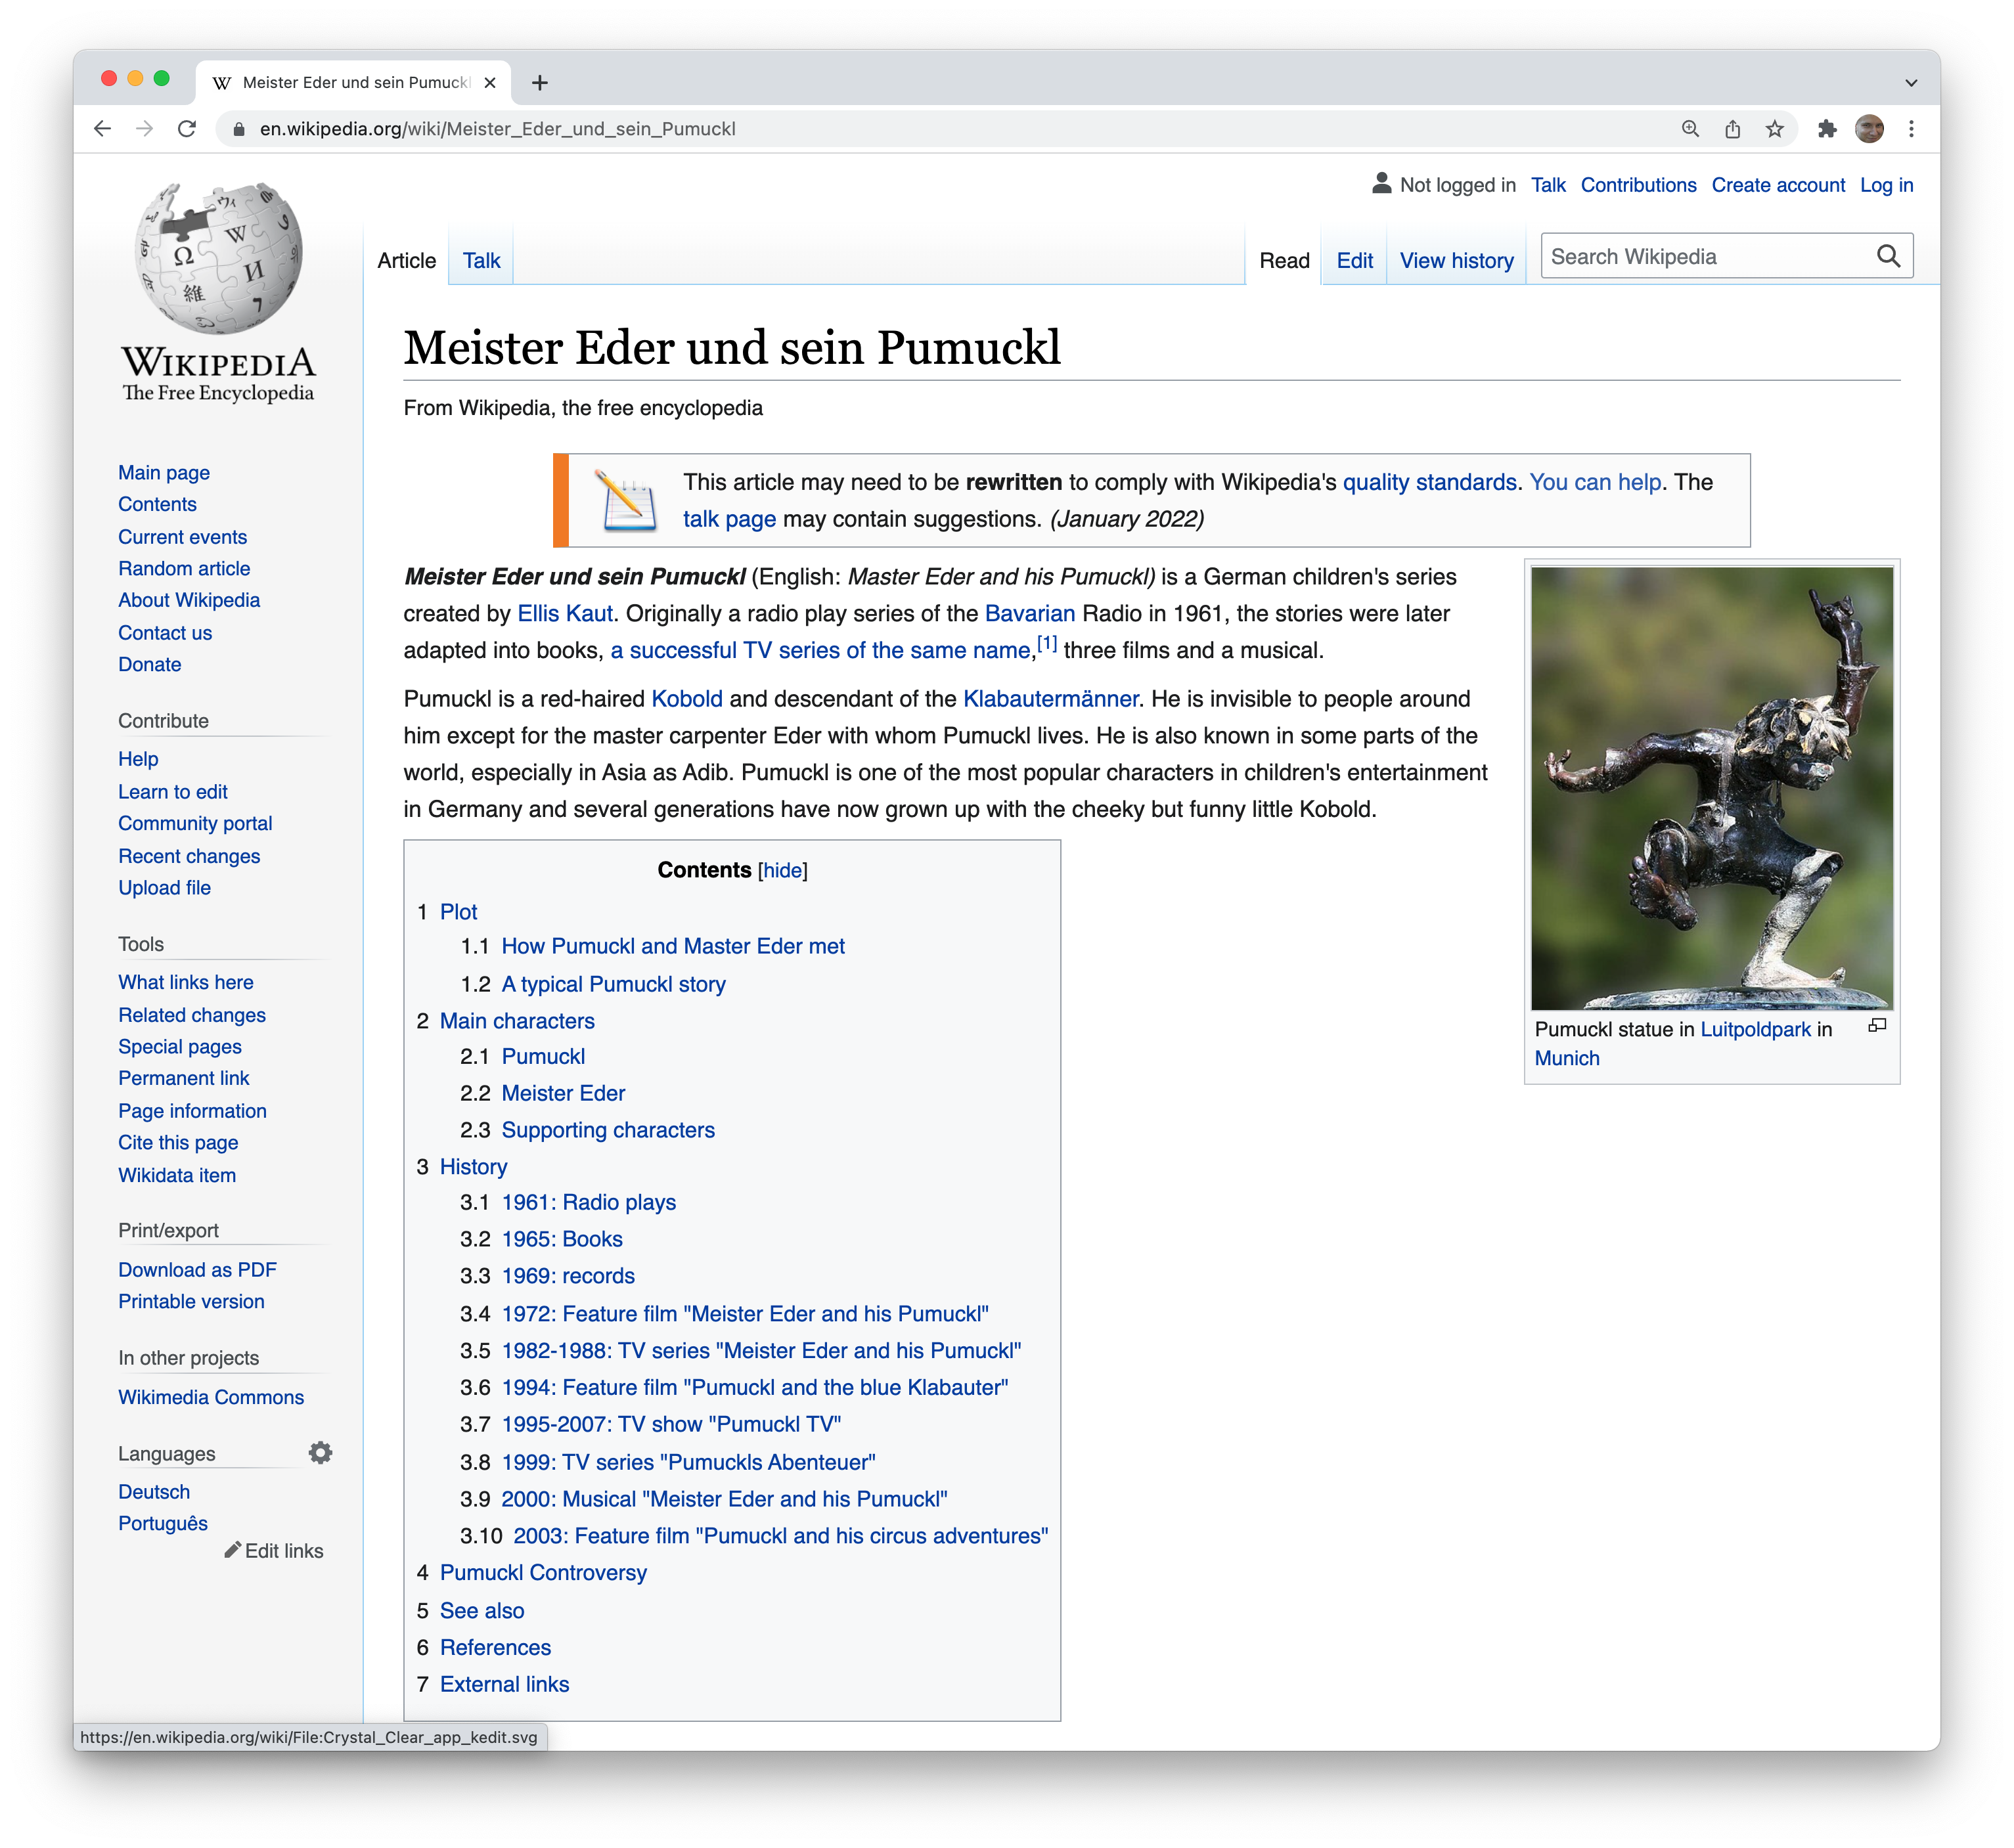 Meister Eder und sein Pumuckl
en.wikipedia.org/wiki/Meister_Eder_und_sein_Pumuckl
Not logged in Talk Contributions Create account Log in
Article Talk Read Edit View history Search Wikipedia
WIKIPEDIA
The Free Encyclopedia
Main page
Contents
Current events
Random article
About Wikipedia
Contact us
Donate
Contribute
Help
Learn to edit
Community portal
Recent changes
Upload file
Tools
What links here
Related changes
Special pages
Permanent link
Page information
Cite this page
Wikidata item
Print/export
Download as PDF
Printable version
In other projects
Wikimedia Commons
Languages
Deutsch
Português
Edit links
Meister Eder und sein Pumuckl
From Wikipedia, the free encyclopedia
This article may need to be rewritten to comply with Wikipedia's quality standards. You can help. The
talk page may contain suggestions. (January 2022)
Meister Eder und sein Pumuckl (English: Master Eder and his Pumuckl) is a German children's series
created by Ellis Kaut. Originally a radio play series of the Bavarian Radio in 1961, the stories were later
adapted into books, a successful TV series of the same name,[1] three films and a musical.
Pumuckl is a red-haired Kobold and descendant of the Klabautermänner. He is invisible to people around
him except for the master carpenter Eder with whom Pumuckl lives. He is also known in some parts of the
world, especially in Asia as Adib. Pumuckl is one of the most popular characters in children's entertainment
in Germany and several generations have now grown up with the cheeky but funny little Kobold.
Pumuckl statue in Luitpoldpark in
Munich
Contents [hide]
1 Plot
1.1 How Pumuckl and Master Eder met
1.2 A typical Pumuckl story
2 Main characters
2.1 Pumuckl
2.2 Meister Eder
2.3 Supporting characters
3 History
3.1 1961: Radio plays
3.2 1965: Books
3.3 1969: records
3.4 1972: Feature film "Meister Eder and his Pumuckl"
3.5 1982-1988: TV series "Meister Eder and his Pumuckl"
3.6 1994: Feature film "Pumuckl and the blue Klabauter"
3.7 1995-2007: TV show "Pumuckl TV"
3.8 1999: TV series "Pumuckls Abenteuer"
3.9 2000: Musical "Meister Eder and his Pumuckl"
3.10 2003: Feature film "Pumuckl and his circus adventures"
4 Pumuckl Controversy
5 See also
6 References
7 External links
https://en.wikipedia.org/wiki/File:Crystal_Clear_app_kedit.svg